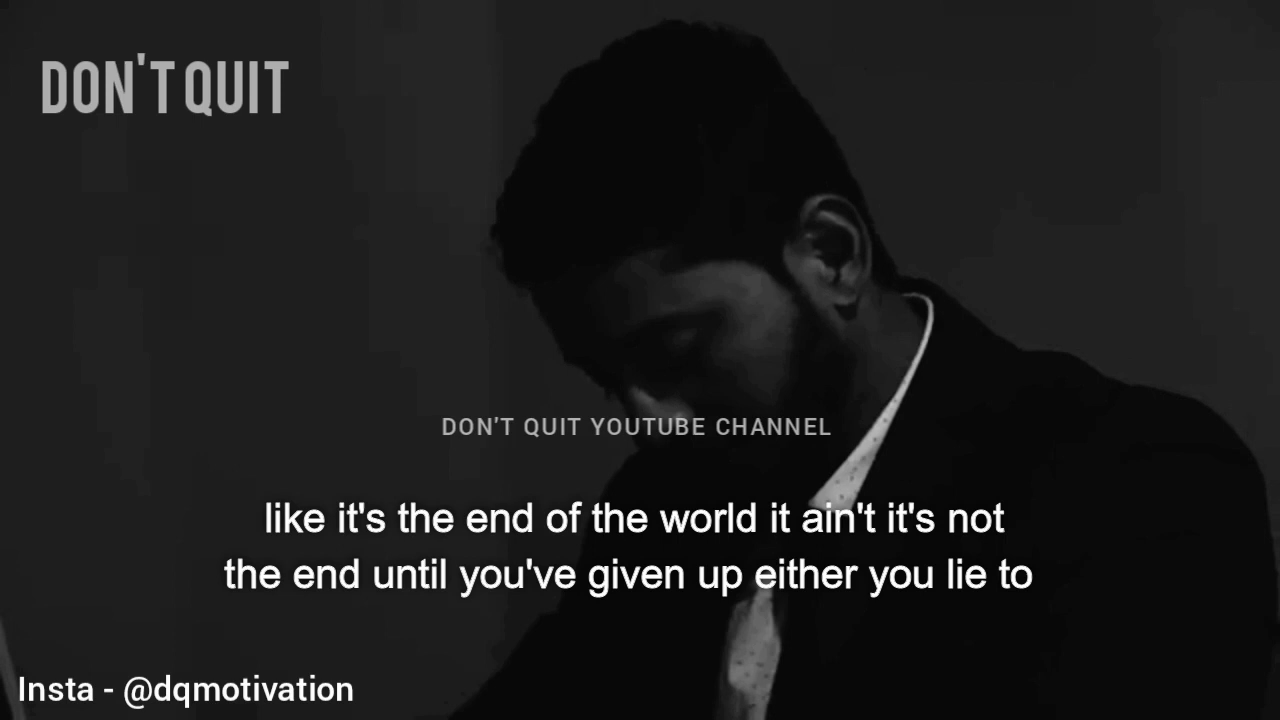 DON'T QUIT
DON'T QUIT YOUTUBE CHANNEL
like it's the end of the world it ain't it's not
the end until you've given up either you lie to
Insta - @dqmotivation